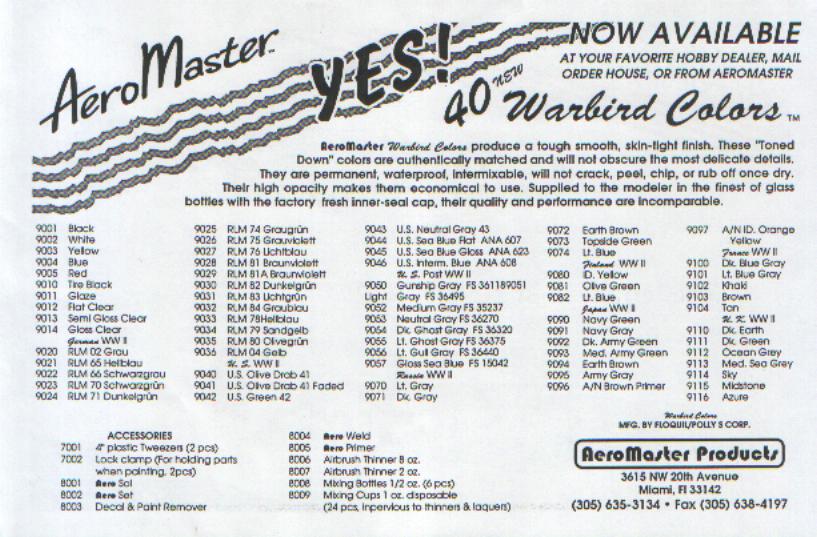 AeroMaster™
YES!
40 NEW Warbird Colors™
NOW AVAILABLE
AT YOUR FAVORITE HOBBY DEALER, MAIL
ORDER HOUSE, OR FROM AEROMASTER
AeroMaster Warbird Colors produce a tough smooth, skin-tight finish. These "Toned
Down" colors are authentically matched and will not obscure the most delicate details.
They are permanent, waterproof, intermixable, will not crack, peel, chip, or rub off once dry.
Their high opacity makes them economical to use. Supplied to the modeler in the finest of glass
bottles with the factory fresh inner-seal cap, their quality and performance are incomparable.
9001 Black
9002 White
9003 Yellow
9004 Blue
9005 Red
9010 Tire Black
9011 Glaze
9012 Flat Clear
9013 Semi Gloss Clear
9014 Gloss Clear
German WW II
9020 RLM 02 Grau
9021 RLM 65 Hellblau
9022 RLM 66 Schwarzgrau
9023 RLM 70 Schwarzgrün
9024 RLM 71 Dunkelgrün
9025 RLM 74 Graugrün
9026 RLM 75 Grauviolett
9027 RLM 76 Lichtblau
9028 RLM 81 Braunviolett
9029 RLM 81A Braunviolett
9030 RLM 82 Dunkelgrün
9031 RLM 83 Lichtgrün
9032 RLM 84 Graublau
9033 RLM 78Hellblau
9034 RLM 79 Sandgelb
9035 RLM 80 Olivegrün
9036 RLM 04 Gelb
U. S. WW II
9040 U.S. Olive Drab 41
9041 U.S. Olive Drab 41 Faded
9042 U.S. Green 42
9043 U.S. Neutral Gray 43
9044 U.S. Sea Blue Flat ANA 607
9045 U.S. Sea Blue Gloss ANA 623
9046 U.S. Interm. Blue ANA 608
U. S. Post WW II
9050 Gunship Gray FS 361189051
Light Gray FS 36495
9052 Medium Gray FS 35237
9053 Neutral Gray FS 36270
9054 Dk. Ghost Gray FS 36320
9055 Lt. Ghost Gray FS 36375
9056 Lt. Gull Gray FS 36440
9057 Gloss Sea Blue FS 15042
Russia WW II
9070 Lt. Gray
9071 Dk. Gray
9072 Earth Brown
9073 Topside Green
9074 Lt. Blue
Finland WW II
9080 ID. Yellow
9081 Olive Green
9082 Lt. Blue
Japan WW II
9090 Navy Green
9091 Navy Gray
9092 Dk. Army Green
9093 Med. Army Green
9094 Earth Brown
9095 Army Gray
9096 A/N Brown Primer
9097 A/N ID. Orange
Yellow
France WW II
9100 Dk. Blue Gray
9101 Lt. Blue Gray
9102 Khaki
9103 Brown
9104 Tan
U. K. WW II
9110 Dk. Earth
9111 Dk. Green
9112 Ocean Grey
9113 Med. Sea Grey
9114 Sky
9115 Midstone
9116 Azure
ACCESSORIES
7001 4" plastic Tweezers (2 pcs)
7002 Lock clamp (For holding parts
when painting, 2pcs)
8001 Aero Sol
8002 Aero Set
8003 Decal & Paint Remover
8004 Aero Weld
8005 Aero Primer
8006 Airbrush Thinner 8 oz.
8007 Airbrush Thinner 2 oz.
8008 Mixing Bottles 1/2 oz. (6 pcs)
8009 Mixing Cups 1 oz. disposable
(24 pcs, inpervious to thinners & laquers)
Warbird Colors
MFG. BY FLOQUIL/POLLY S CORP.
AeroMaster Products
3615 NW 20th Avenue
Miami, Fl 33142
(305) 635-3134 • Fax (305) 638-4197